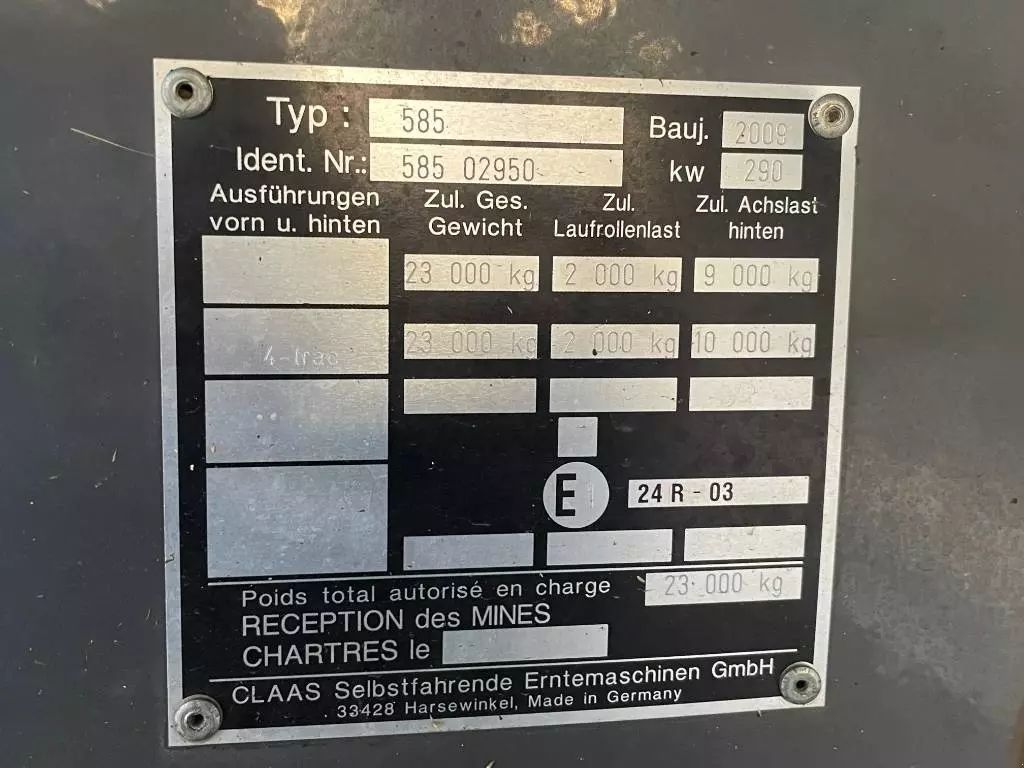 Typ : 585 Bauj. 2009
Ident. Nr.: 585 02950 kw 290
Ausführungen vorn u. hinten Zul. Ges. Gewicht Zul. Laufrollenlast Zul. Achslast hinten
23 000 kg 2 000 kg 9 000 kg
4-trac 23 000 kg 2 000 kg 10 000 kg
E 24 R - 03
Poids total autorisé en charge 23 000 kg
RECEPTION des MINES
CHARTRES le
CLAAS Selbstfahrende Erntemaschinen GmbH
33428 Harsewinkel, Made in Germany